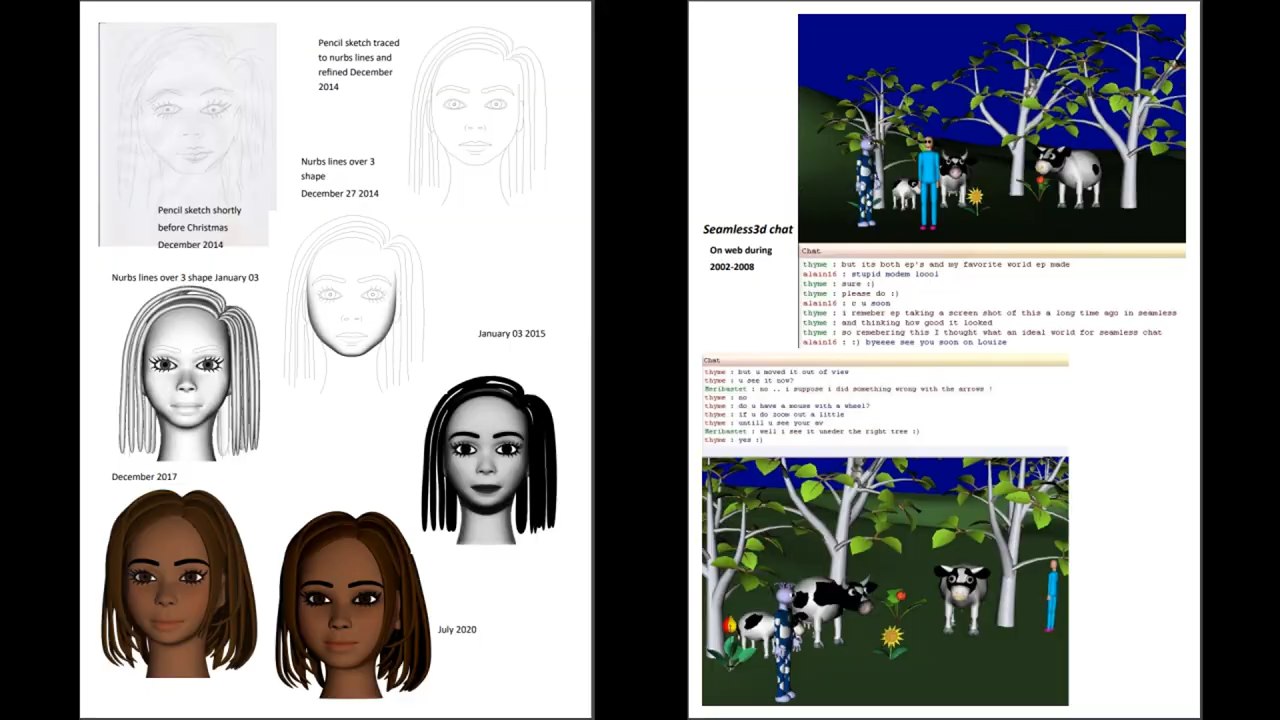 Pencil sketch traced
to nurbs lines and
refined December
2014
Nurbs lines over 3
shape
December 27 2014
Pencil sketch shortly
before Christmas
December 2014
Nurbs lines over 3 shape January 03
January 03 2015
December 2017
July 2020
Seamless3d chat
On web during
2002-2008
Chat
thyme : but its both ep's and my favorite world ep made
alain16 : stupid modem loool
thyme : sure :)
thyme : please do :)
alain16 : c u soon
thyme : i remeber ep taking a screen shot of this a long time ago in seamless
thyme : and thinking how good it looked
thyme : so remebering this I thought what an ideal world for seamless chat
alain16 : :) byeeee see you soon on Louize
Chat
thyme : but u moved it out of view
thyme : u see it now?
Meribastet : no .. i suppose i did something wrong with the arrows !
thyme : no
thyme : do u have a mouse with a wheel?
thyme : if u do zoom out a little
thyme : untill u see your av
Meribastet : well i see it uneder the right tree :)
thyme : yes :)